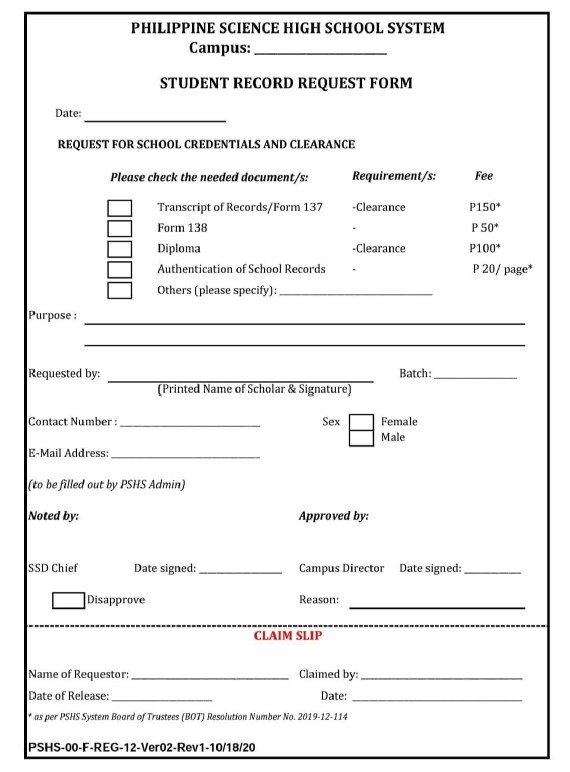 PHILIPPINE SCIENCE HIGH SCHOOL SYSTEM
Campus: ____________________
STUDENT RECORD REQUEST FORM
Date: ____________________
REQUEST FOR SCHOOL CREDENTIALS AND CLEARANCE
Please check the needed document/s: Requirement/s: Fee
Transcript of Records/Form 137 -Clearance P150*
Form 138 - P 50*
Diploma -Clearance P100*
Authentication of School Records - P 20/ page*
Others (please specify): ____________________
Purpose : ____________________
Requested by: ____________________ Batch: ____________________
(Printed Name of Scholar & Signature)
Contact Number : ____________________ Sex Female
Male
E-Mail Address: ____________________
(to be filled out by PSHS Admin)
Noted by: Approved by:
SSD Chief Date signed: ____________________ Campus Director Date signed: ____________________
Disapprove Reason: ____________________
CLAIM SLIP
Name of Requestor: ____________________ Claimed by: ____________________
Date of Release: ____________________ Date: ____________________
* as per PSHS System Board of Trustees (BOT) Resolution Number No. 2019-12-114
PSHS-00-F-REG-12-Ver02-Rev1-10/18/20